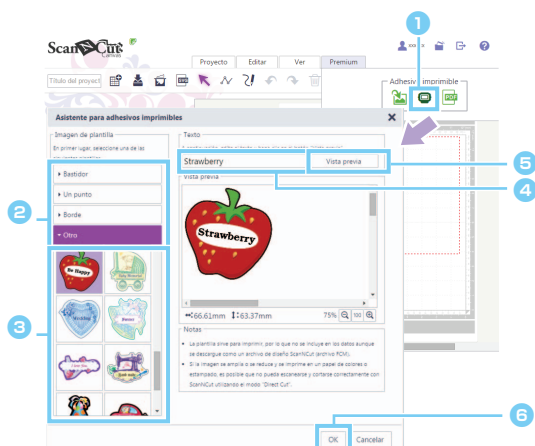 1
ScanNCut
Canvas
Proyecto Editar Ver Premium
Título del proyect
Adhesivo imprimible
PDF
Asistente para adhesivos imprimibles
Imagen de plantilla
En primer lugar, seleccione una de las
Bastidor
Un punto
Borde
Otro
Be Happy
Wedding
Texto
Strawberry
Vista previa
5
4
Vista previa
Strawberry
2
3
66.61mm 63.37mm 75% 100
Notas
La plantilla sirve para imprimir, por lo que no se incluye en los datos aunque
se descargue como un archivo de diseño ScanNCut (archivo FCM).
Si la imagen se amplía o se reduce y se imprime en un papel de colores o
estampado, es posible que no pueda escanearse y cortarse correctamente con
ScanNCut utilizando el modo "Direct Cut".
6
OK Cancelar